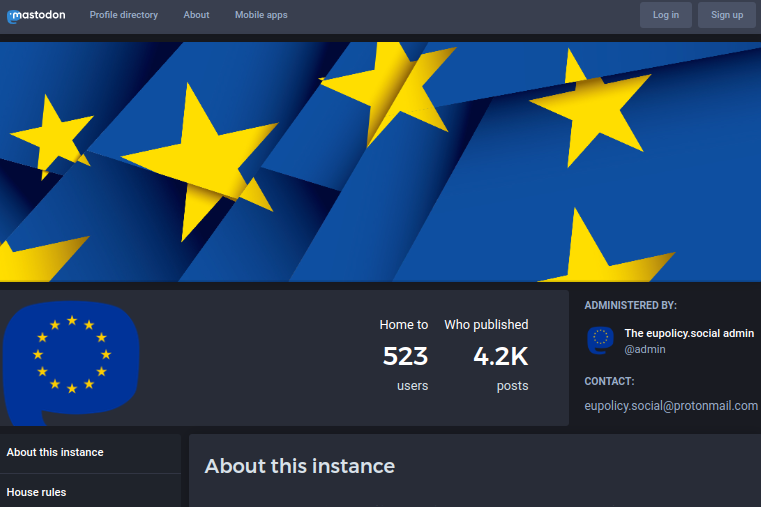 mastodon
Profile directory
About
Mobile apps
Log in
Sign up
Home to
523
users
Who published
4.2K
posts
ADMINISTERED BY:
The eupolicy.social admin
@admin
CONTACT:
eupolicy.social@protonmail.com
About this instance
House rules
About this instance